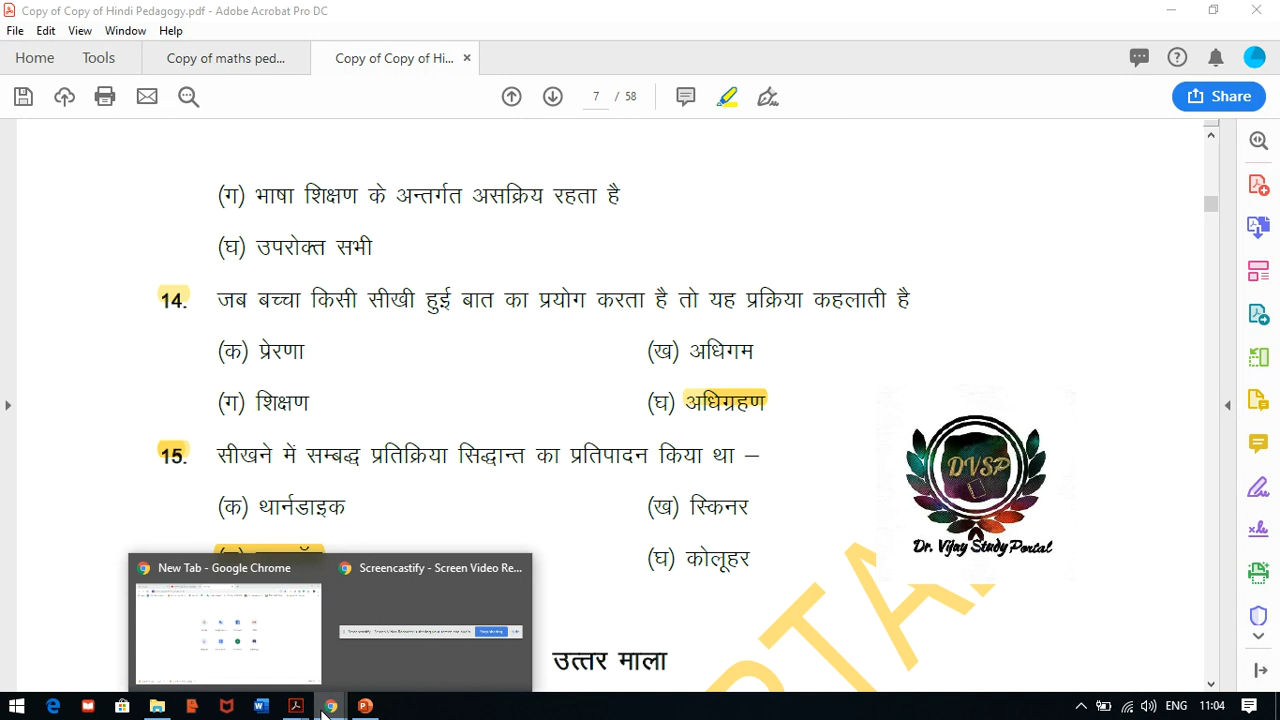 Copy of Copy of Hindi Pedagogy.pdf - Adobe Acrobat Pro DC
File Edit View Window Help
Home Tools Copy of maths ped... Copy of Copy of Hi... ×
7 / 58 Share
(ग) भाषा शिक्षण के अन्तर्गत असक्रिय रहता है
(घ) उपरोक्त सभी
14. जब बच्चा किसी सीखी हुई बात का प्रयोग करता है तो यह प्रक्रिया कहलाती है
(क) प्रेरणा (ख) अधिगम
(ग) शिक्षण (घ) अधिग्रहण
15. सीखने में सम्बद्ध प्रतिक्रिया सिद्धान्त का प्रतिपादन किया था –
(क) थार्नडाइक (ख) स्किनर
(घ) कोलूहर
DVSP
Dr. Vijay Study Portal
New Tab - Google Chrome Screencastify - Screen Video Re...
Stop sharing
उत्तर माला
ENG 11:04